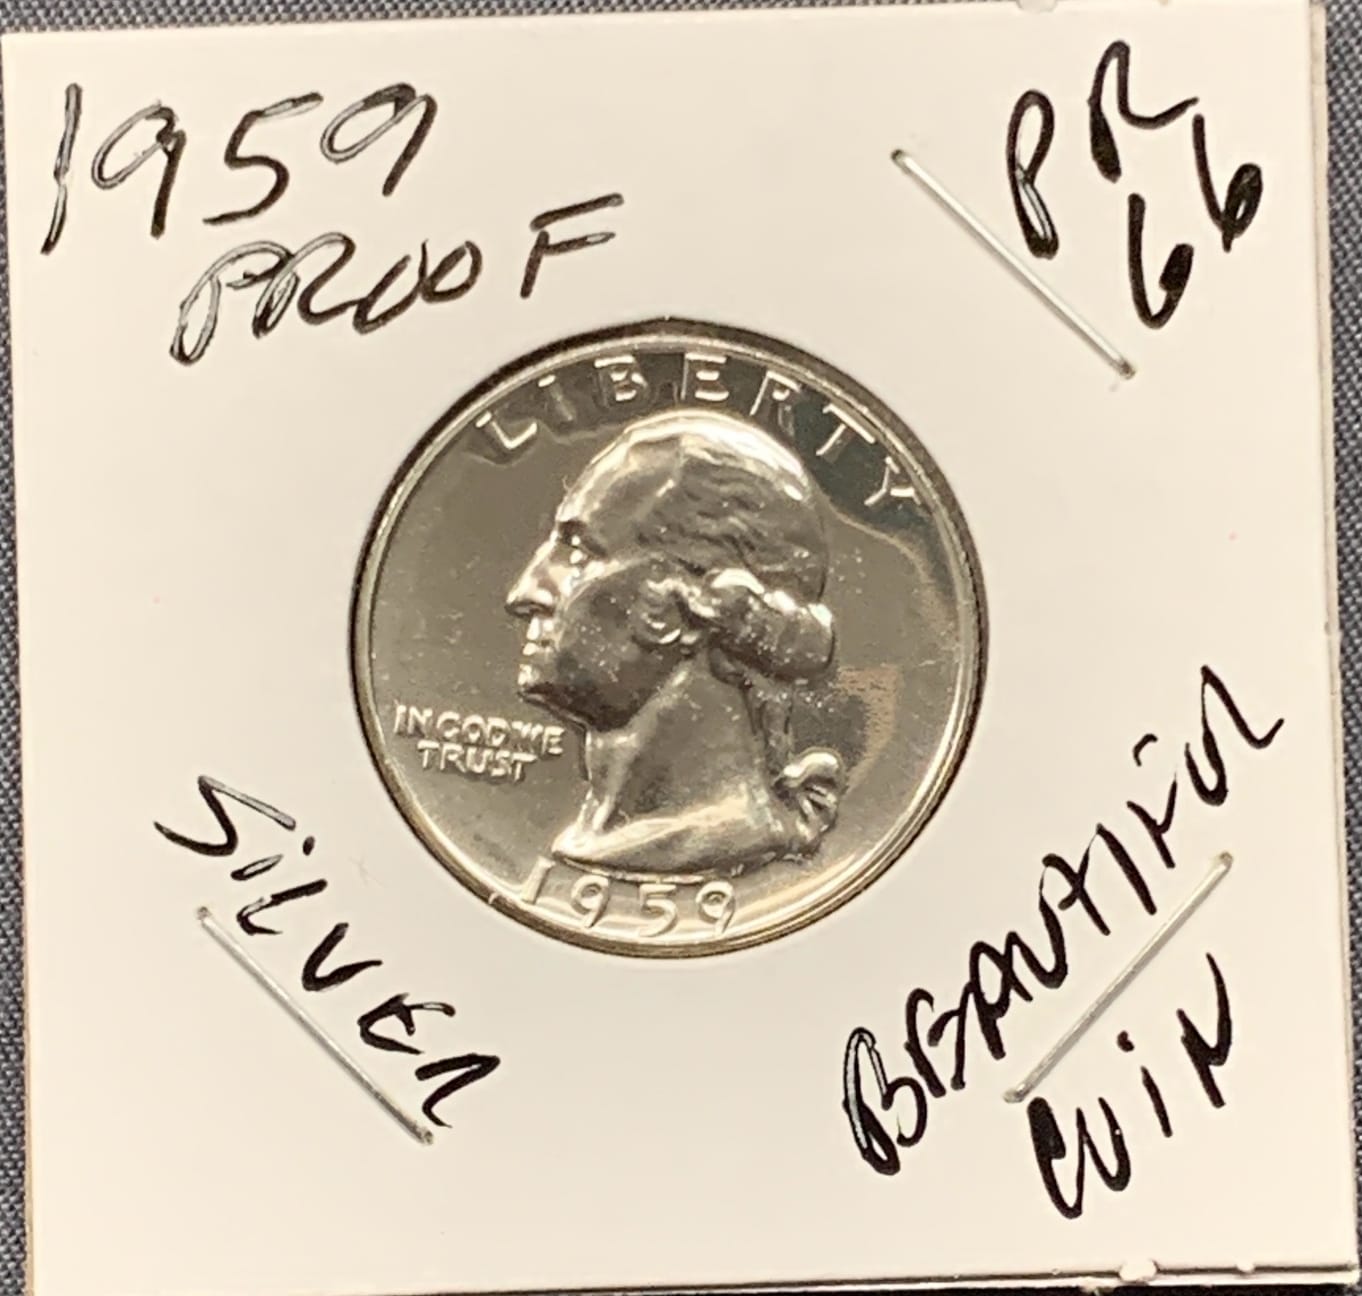 1959
PROOF
PR
66
LIBERTY
IN GOD WE
TRUST
1959
SiLVER
BEAUTIFUL
COiN